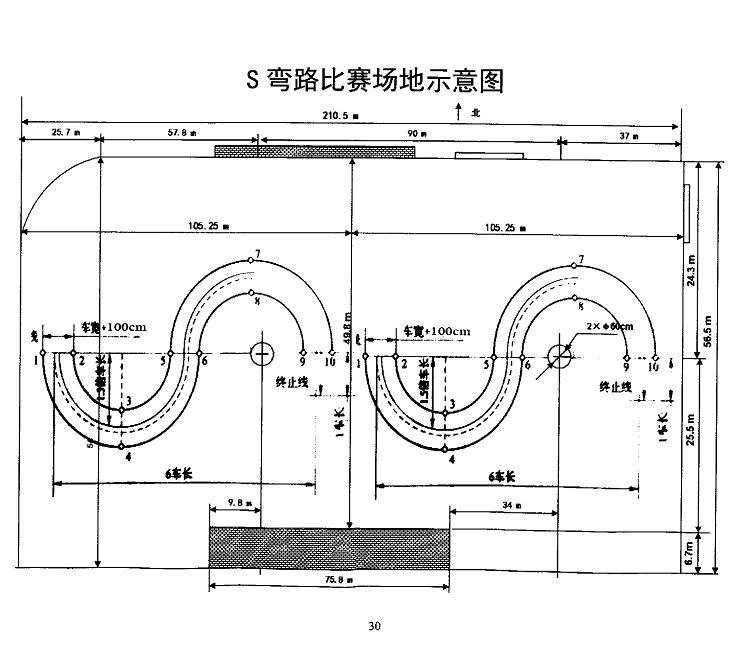 S 弯路比赛场地示意图
210.5 m
北
25.7 m
57.8 m
90 m
37 m
105.25 m
105.25 m
24.3 m
56.5 m
49.8 m
25.5 m
6.7m
7
8
车宽+100cm
1
2
5
6
9
10
1.5倍车长
3
4
终止线
1车长
6车长
7
8
车宽+100cm
2×Φ60cm
1
2
5
6
9
10
1.5倍车长
3
4
终止线
1车长
6车长
9.8 m
34 m
75.8 m
30